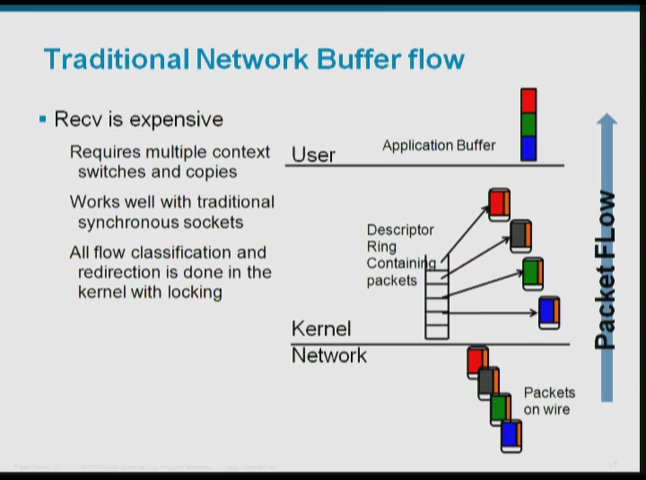 Traditional Network Buffer flow
Recv is expensive
Requires multiple context
switches and copies
Works well with traditional
synchronous sockets
All flow classification and
redirection is done in the
kernel with locking
User
Application Buffer
Descriptor
Ring
Containing
packets
Kernel
Network
Packets
on wire
Packet FLow